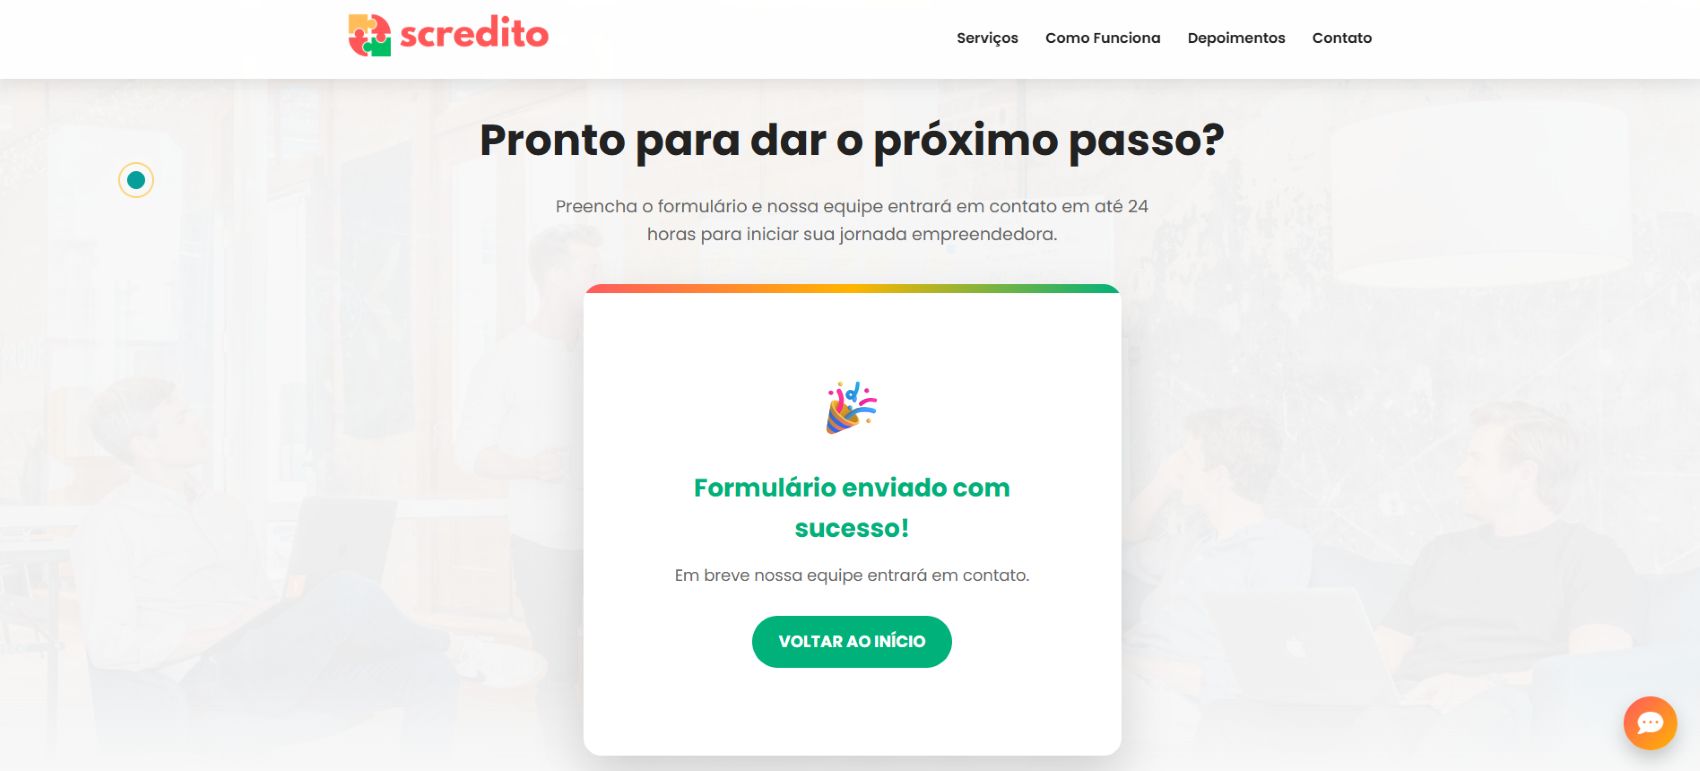 scredito
Serviços
Como Funciona
Depoimentos
Contato
Pronto para dar o próximo passo?
Preencha o formulário e nossa equipe entrará em contato em até 24
horas para iniciar sua jornada empreendedora.
Formulário enviado com
sucesso!
Em breve nossa equipe entrará em contato.
VOLTAR AO INÍCIO